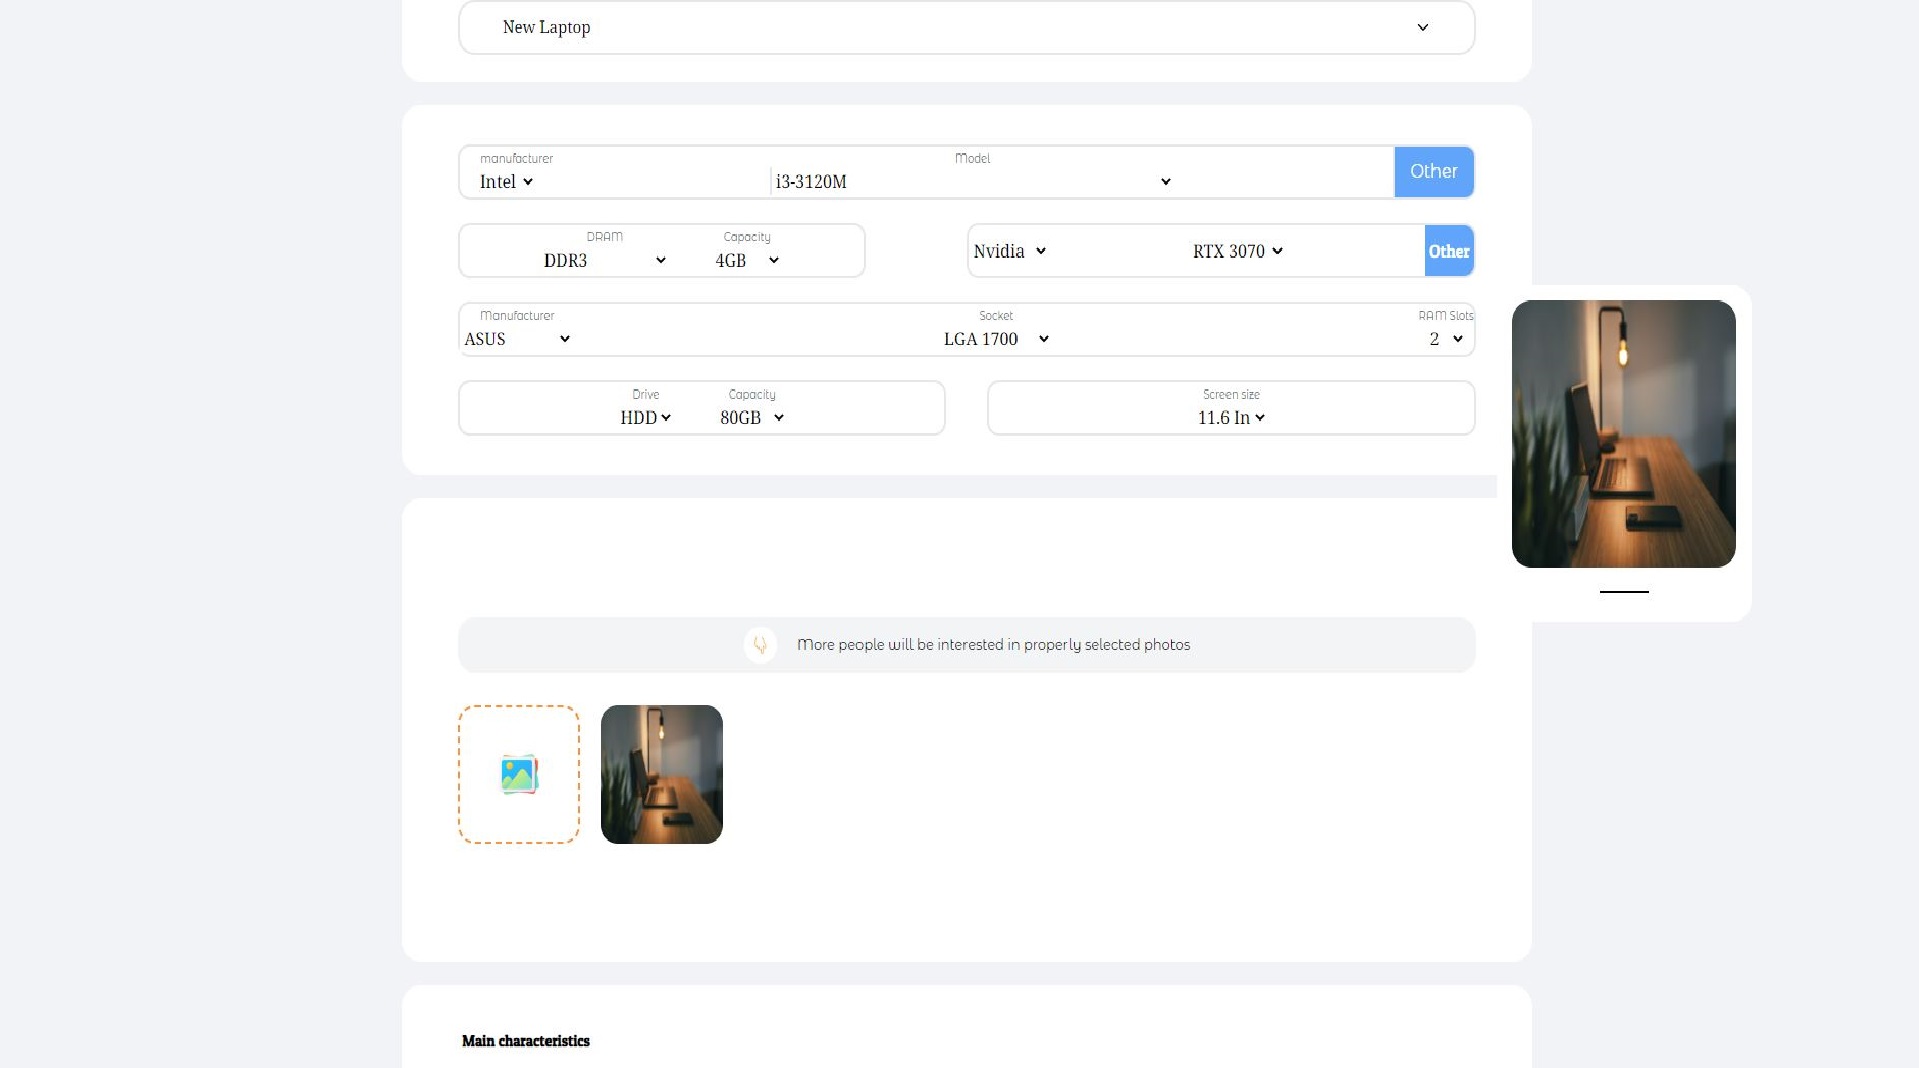 New Laptop
manufacturer
Model
Intel
i3-3120M
Other
DRAM
Capacity
DDR3
4GB
Nvidia
RTX 3070
Other
Manufacturer
Socket
RAM Slots
ASUS
LGA 1700
2
Drive
Capacity
HDD
80GB
Screen size
11.6 In
More people will be interested in properly selected photos
Main characteristics